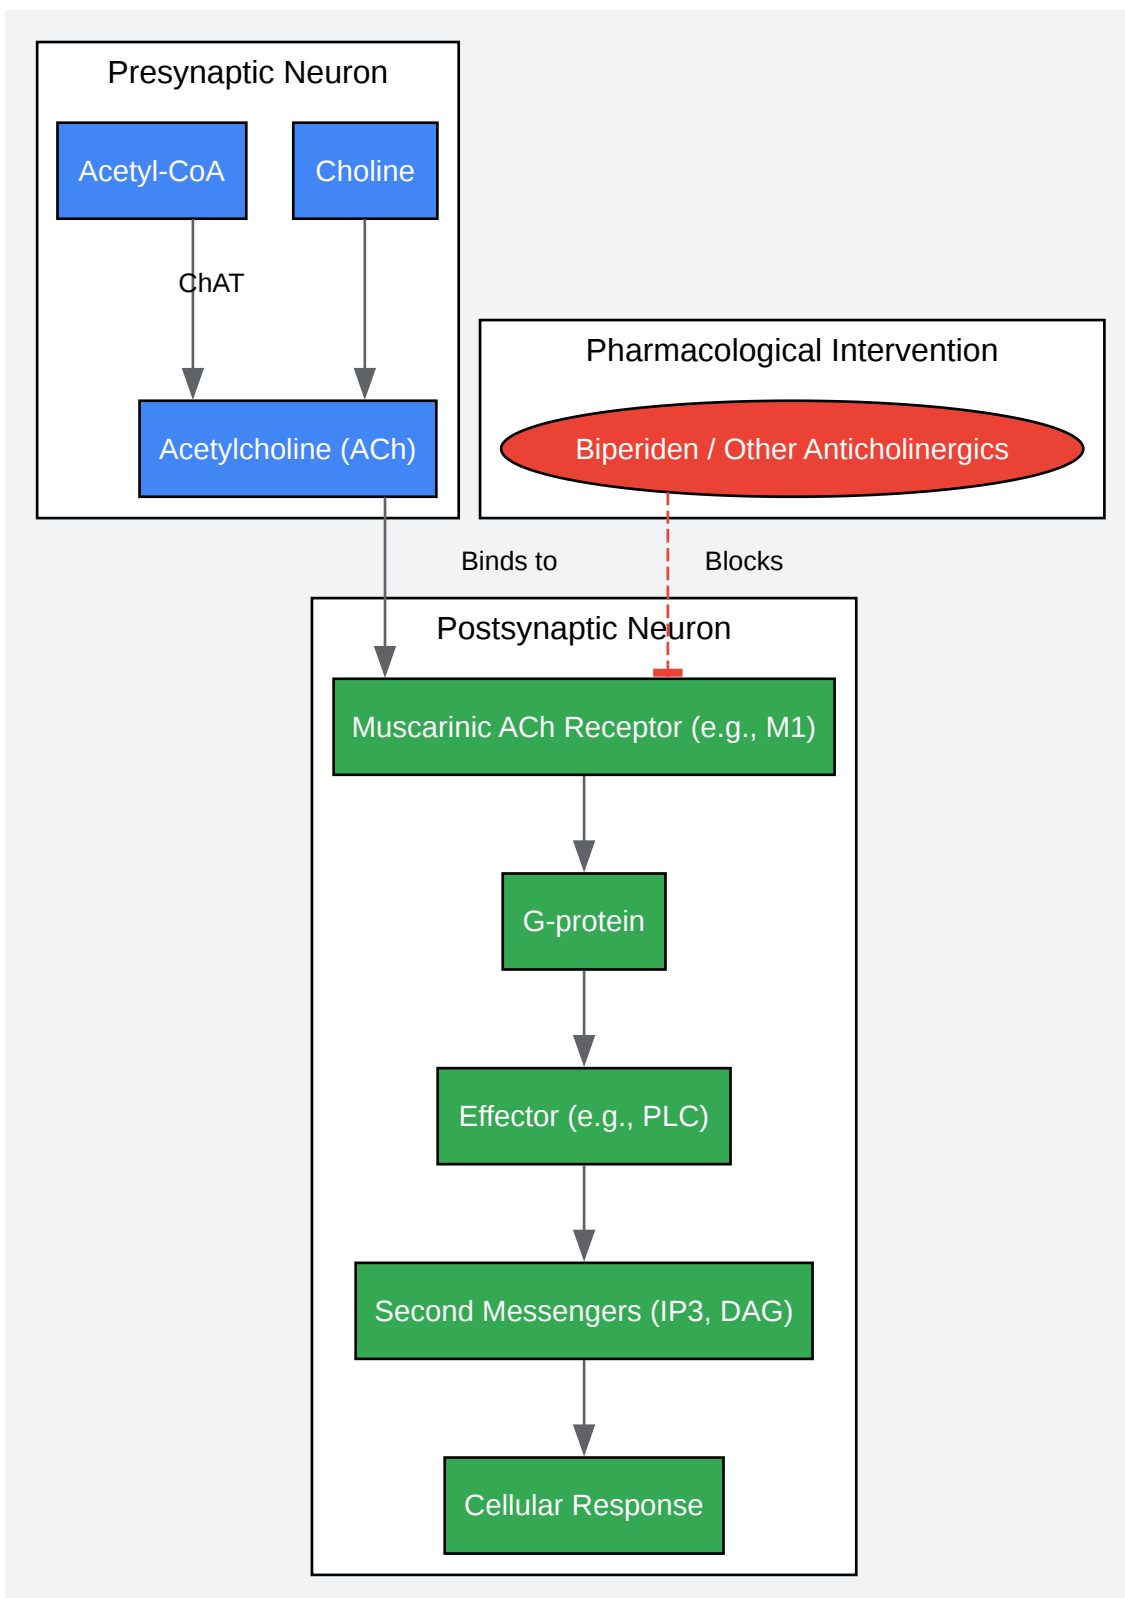 Presynaptic Neuron
Acetyl-CoA
Choline
ChAT
Acetylcholine (ACh)
Pharmacological Intervention
Biperiden / Other Anticholinergics
Binds to
Blocks
Postsynaptic Neuron
Muscarinic ACh Receptor (e.g., M1)
G-protein
Effector (e.g., PLC)
Second Messengers (IP3, DAG)
Cellular Response